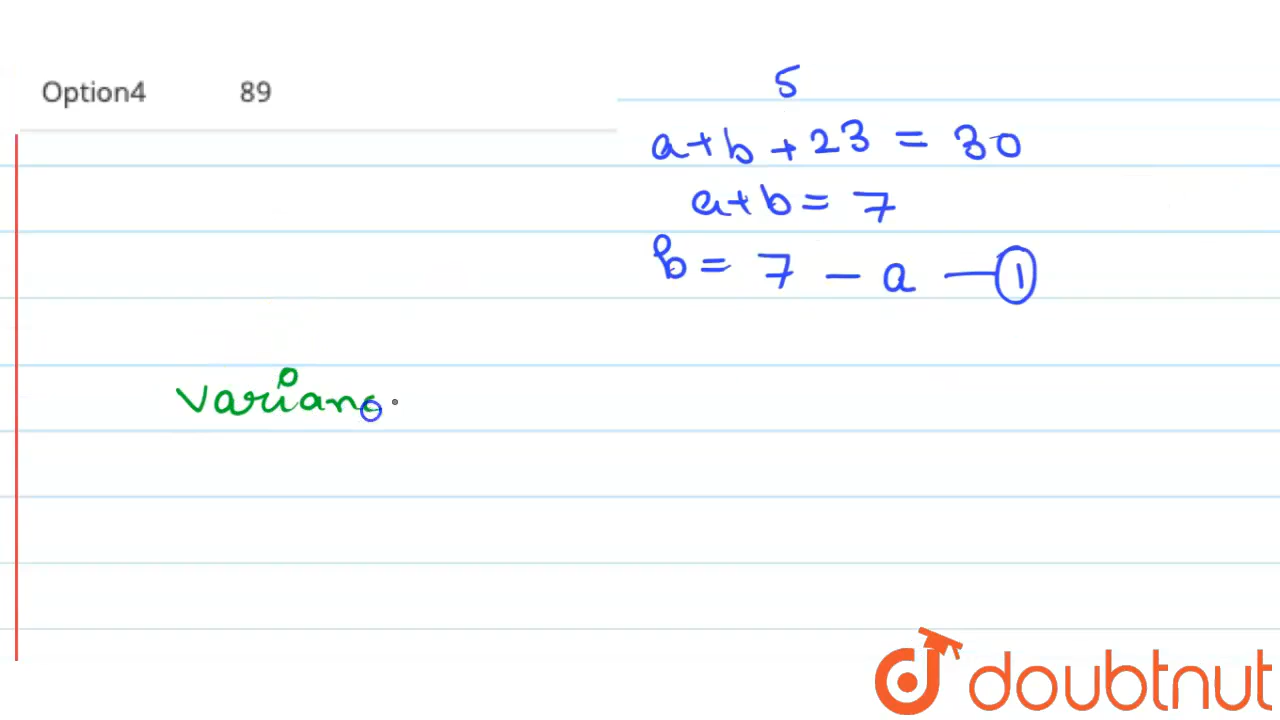 Option4 89
5
a+b+23 = 30
a+b = 7
b = 7 - a — ①
Varianc
doubtnut